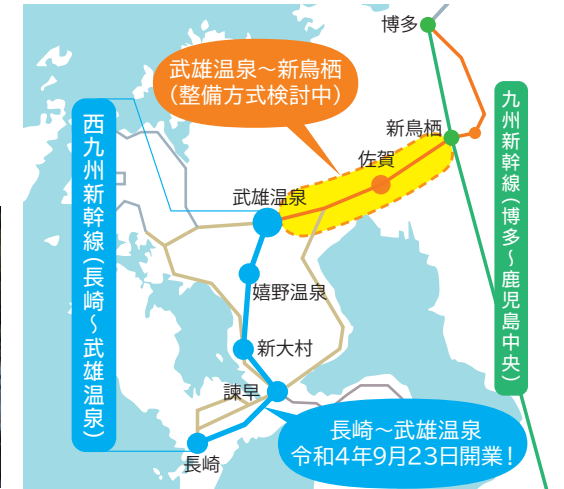 博多
武雄温泉～新鳥栖
(整備方式検討中)
新鳥栖
佐賀
武雄温泉
西九州新幹線(長崎～武雄温泉)
九州新幹線(博多～鹿児島中央)
嬉野温泉
新大村
諫早
長崎～武雄温泉
令和4年9月23日開業!
長崎